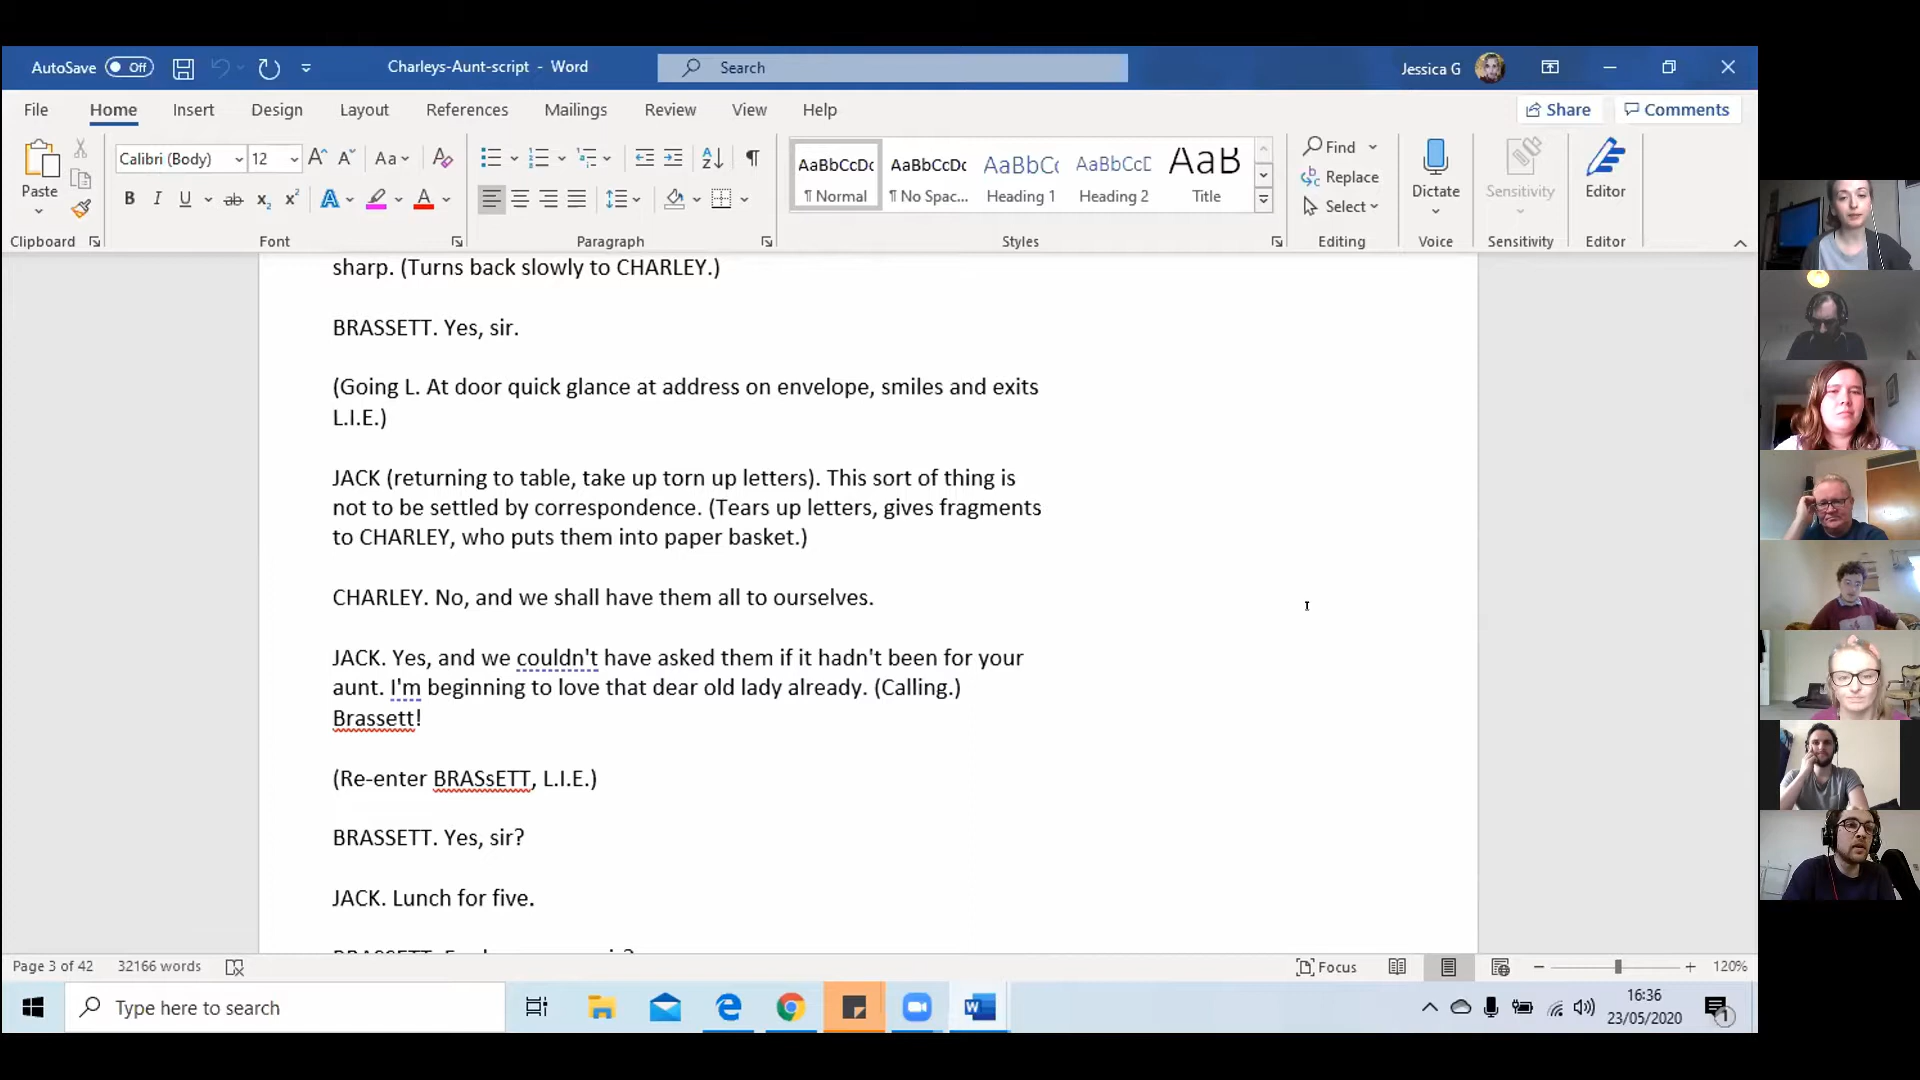 AutoSave Off Charleys-Aunt-script - Word Search Jessica G
File Home Insert Design Layout References Mailings Review View Help Share Comments
Paste Calibri (Body) 12 Aa AaBbCcDc AaBbCcDc AaBbCc AaBbCcD AaB Find Replace Select Dictate Sensitivity Editor
¶ Normal ¶ No Spac... Heading 1 Heading 2 Title
Clipboard Font Paragraph Styles Editing Voice Sensitivity Editor
sharp. (Turns back slowly to CHARLEY.)
BRASSETT. Yes, sir.
(Going L. At door quick glance at address on envelope, smiles and exits
L.I.E.)
JACK (returning to table, take up torn up letters). This sort of thing is
not to be settled by correspondence. (Tears up letters, gives fragments
to CHARLEY, who puts them into paper basket.)
CHARLEY. No, and we shall have them all to ourselves.
JACK. Yes, and we couldn't have asked them if it hadn't been for your
aunt. I'm beginning to love that dear old lady already. (Calling.)
Brassett!
(Re-enter BRASsETT, L.I.E.)
BRASSETT. Yes, sir?
JACK. Lunch for five.
Page 3 of 42 32166 words Focus 120%
Type here to search 16:36
23/05/2020 1